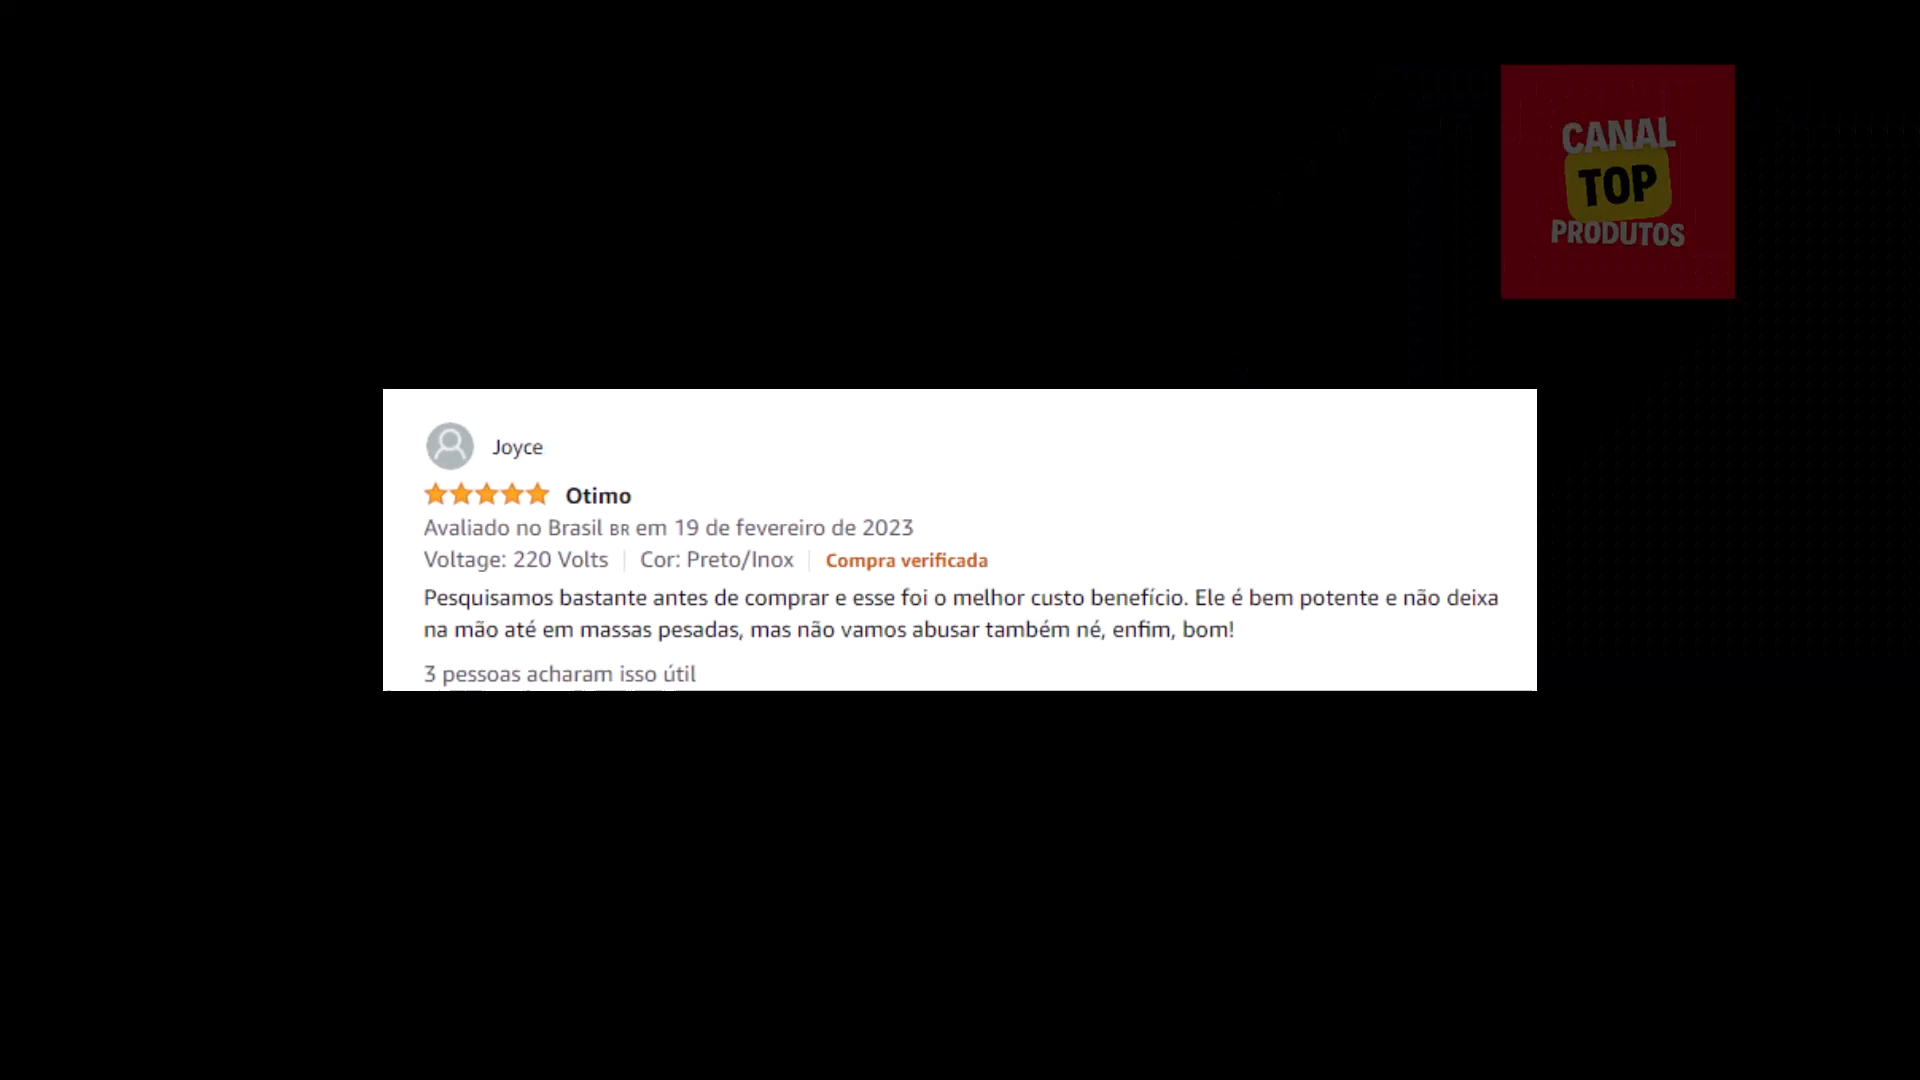 CANAL
TOP
PRODUTOS
Joyce
Otimo
Avaliado no Brasil BR em 19 de fevereiro de 2023
Voltage: 220 Volts | Cor: Preto/Inox | Compra verificada
Pesquisamos bastante antes de comprar e esse foi o melhor custo benefício. Ele é bem potente e não deixa
na mão até em massas pesadas, mas não vamos abusar também né, enfim, bom!
3 pessoas acharam isso útil